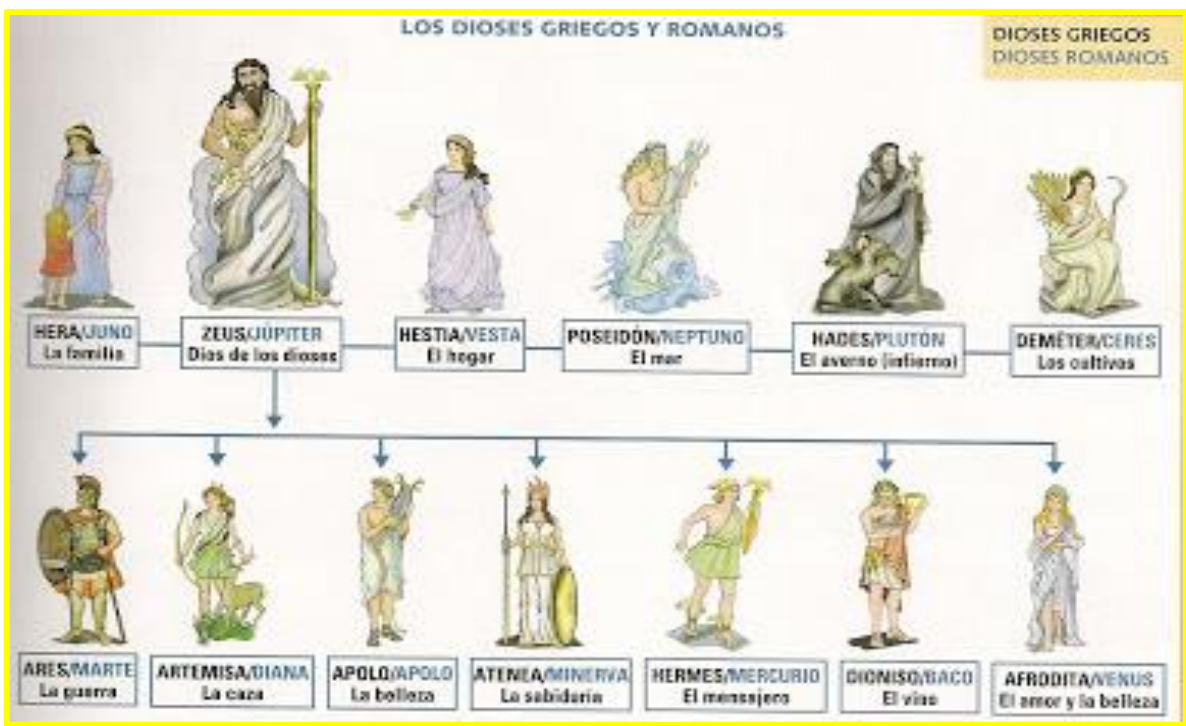 LOS DIOSES GRIEGOS Y ROMANOS
DIOSES GRIEGOS
DIOSES ROMANOS
HERA/JUNO
La familia
ZEUS/JÚPITER
Dios de los dioses
HESTIA/VESTA
El hogar
POSEIDÓN/NEPTUNO
El mar
HADES/PLUTÓN
El averno (infierno)
DEMÉTER/CERES
Los cultivos
ARES/MARTE
La guerra
ARTEMISA/DIANA
La caza
APOLO/APOLO
La belleza
ATENEA/MINERVA
La sabiduría
HERMES/MERCURIO
El mensajero
DIONISO/BACO
El vino
AFRODITA/VENUS
El amor y la belleza